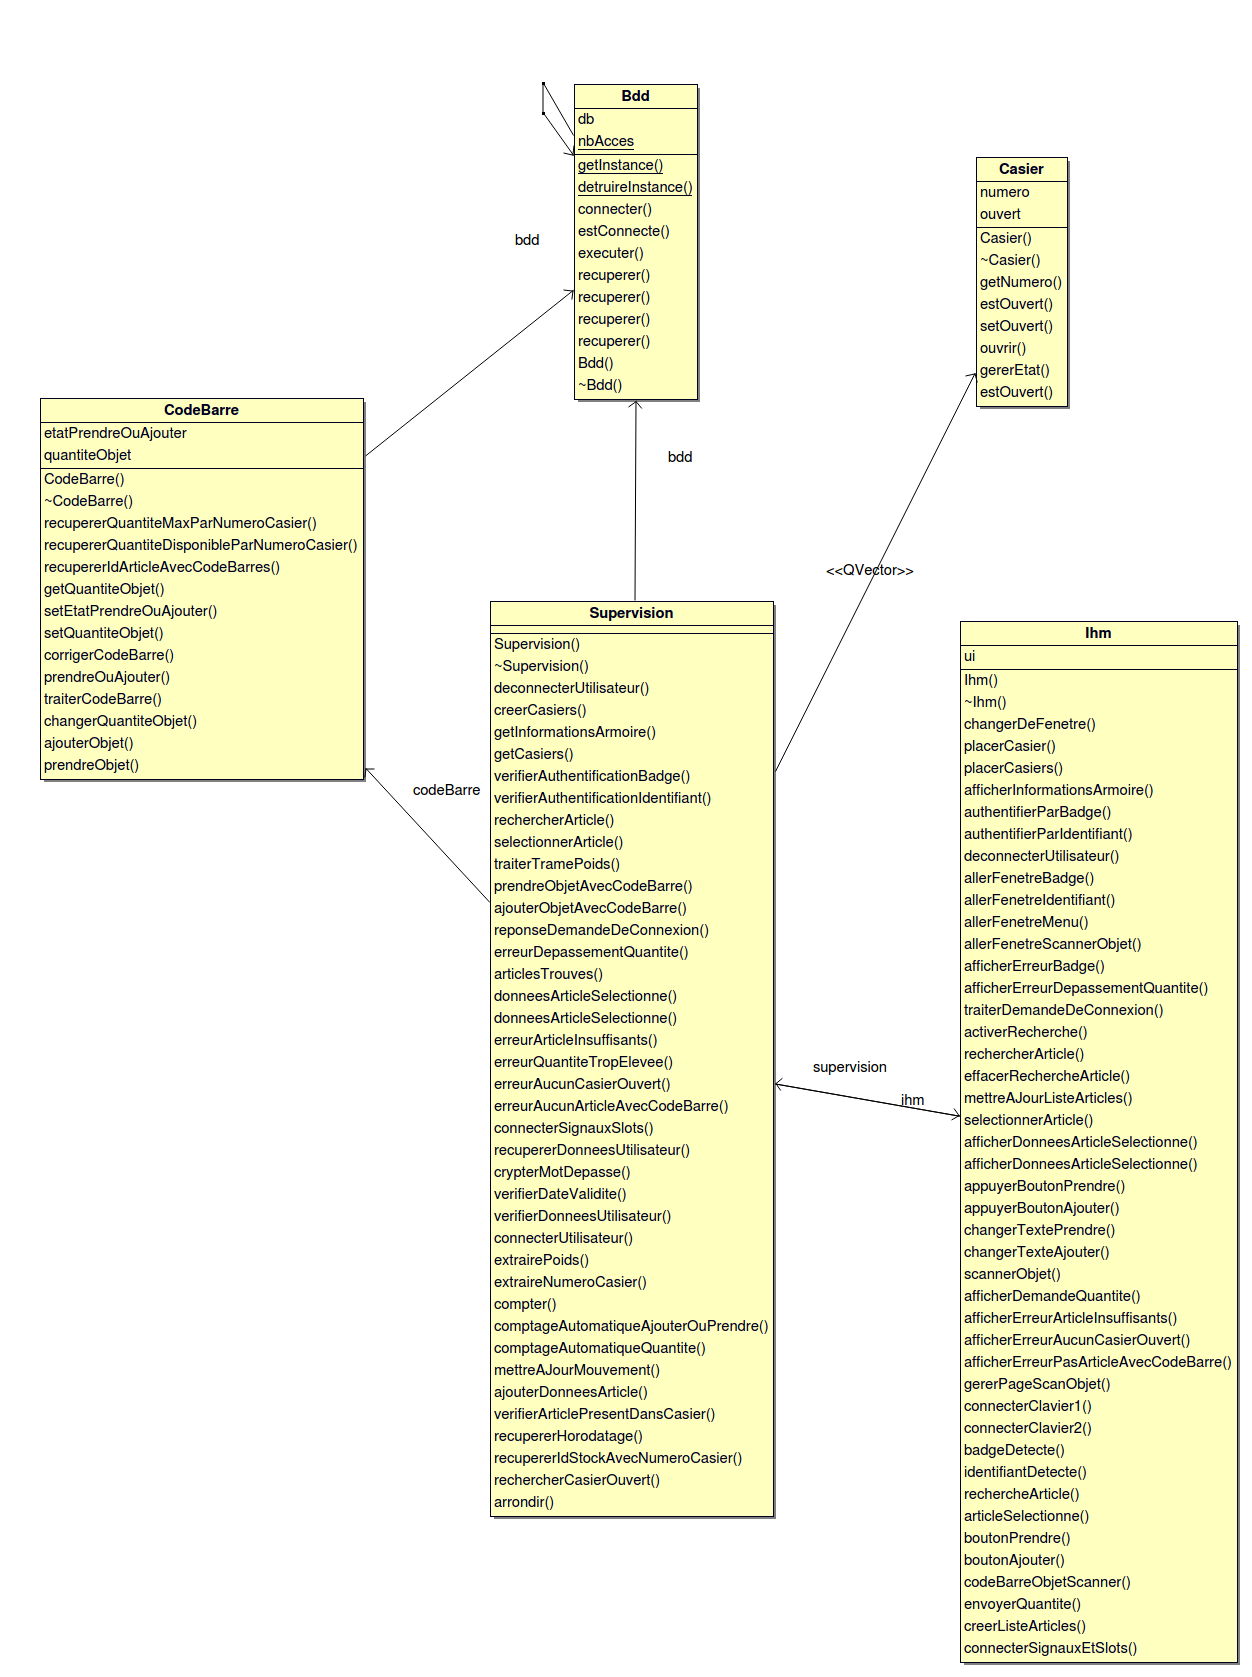 Bdd
db
nbAcces
getInstance()
detruireInstance()
connecter()
estConnecte()
executer()
recuperer()
recuperer()
recuperer()
recuperer()
Bdd()
~Bdd()
Casier
numero
ouvert
Casier()
~Casier()
getNumero()
estOuvert()
setOuvert()
ouvrir()
gererEtat()
estOuvert()
bdd
CodeBarre
etatPrendreOuAjouter
quantiteObjet
CodeBarre()
~CodeBarre()
recupererQuantiteMaxParNumeroCasier()
recupererQuantiteDisponibleParNumeroCasier()
recupererIdArticleAvecCodeBarres()
getQuantiteObjet()
setEtatPrendreOuAjouter()
setQuantiteObjet()
corrigerCodeBarre()
prendreOuAjouter()
traiterCodeBarre()
changerQuantiteObjet()
ajouterObjet()
prendreObjet()
bdd
<<QVector>>
codeBarre
Supervision
Supervision()
~Supervision()
deconnecterUtilisateur()
creerCasiers()
getInformationsArmoire()
getCasiers()
verifierAuthentificationBadge()
verifierAuthentificationIdentifiant()
rechercherArticle()
selectionnerArticle()
traiterTramePoids()
prendreObjetAvecCodeBarre()
ajouterObjetAvecCodeBarre()
reponseDemandeDeConnexion()
erreurDepassementQuantite()
articlesTrouves()
donneesArticleSelectionne()
donneesArticleSelectionne()
erreurArticleInsuffisants()
erreurQuantiteTropElevee()
erreurAucunCasierOuvert()
erreurAucunArticleAvecCodeBarre()
connecterSignauxSlots()
recupererDonneesUtilisateur()
crypterMotDepasse()
verifierDateValidite()
verifierDonneesUtilisateur()
connecterUtilisateur()
extrairePoids()
extraireNumeroCasier()
compter()
comptageAutomatiqueAjouterOuPrendre()
comptageAutomatiqueQuantite()
mettreAJourMouvement()
ajouterDonneesArticle()
verifierArticlePresentDansCasier()
recupererHorodatage()
recupererIdStockAvecNumeroCasier()
rechercherCasierOuvert()
arrondir()
supervision
ihm
Ihm
ui
Ihm()
~Ihm()
changerDeFenetre()
placerCasier()
placerCasiers()
afficherInformationsArmoire()
authentifierParBadge()
authentifierParIdentifiant()
deconnecterUtilisateur()
allerFenetreBadge()
allerFenetreIdentifiant()
allerFenetreMenu()
allerFenetreScannerObjet()
afficherErreurBadge()
afficherErreurDepassementQuantite()
traiterDemandeDeConnexion()
activerRecherche()
rechercherArticle()
effacerRechercheArticle()
mettreAJourListeArticles()
selectionnerArticle()
afficherDonneesArticleSelectionne()
afficherDonneesArticleSelectionne()
appuyerBoutonPrendre()
appuyerBoutonAjouter()
changerTextePrendre()
changerTexteAjouter()
scannerObjet()
afficherDemandeQuantite()
afficherErreurArticleInsuffisants()
afficherErreurAucunCasierOuvert()
afficherErreurPasArticleAvecCodeBarre()
gererPageScanObjet()
connecterClavier1()
connecterClavier2()
badgeDetecte()
identifiantDetecte()
rechercheArticle()
articleSelectionne()
boutonPrendre()
boutonAjouter()
codeBarreObjetScanner()
envoyerQuantite()
creerListeArticles()
connecterSignauxEtSlots()